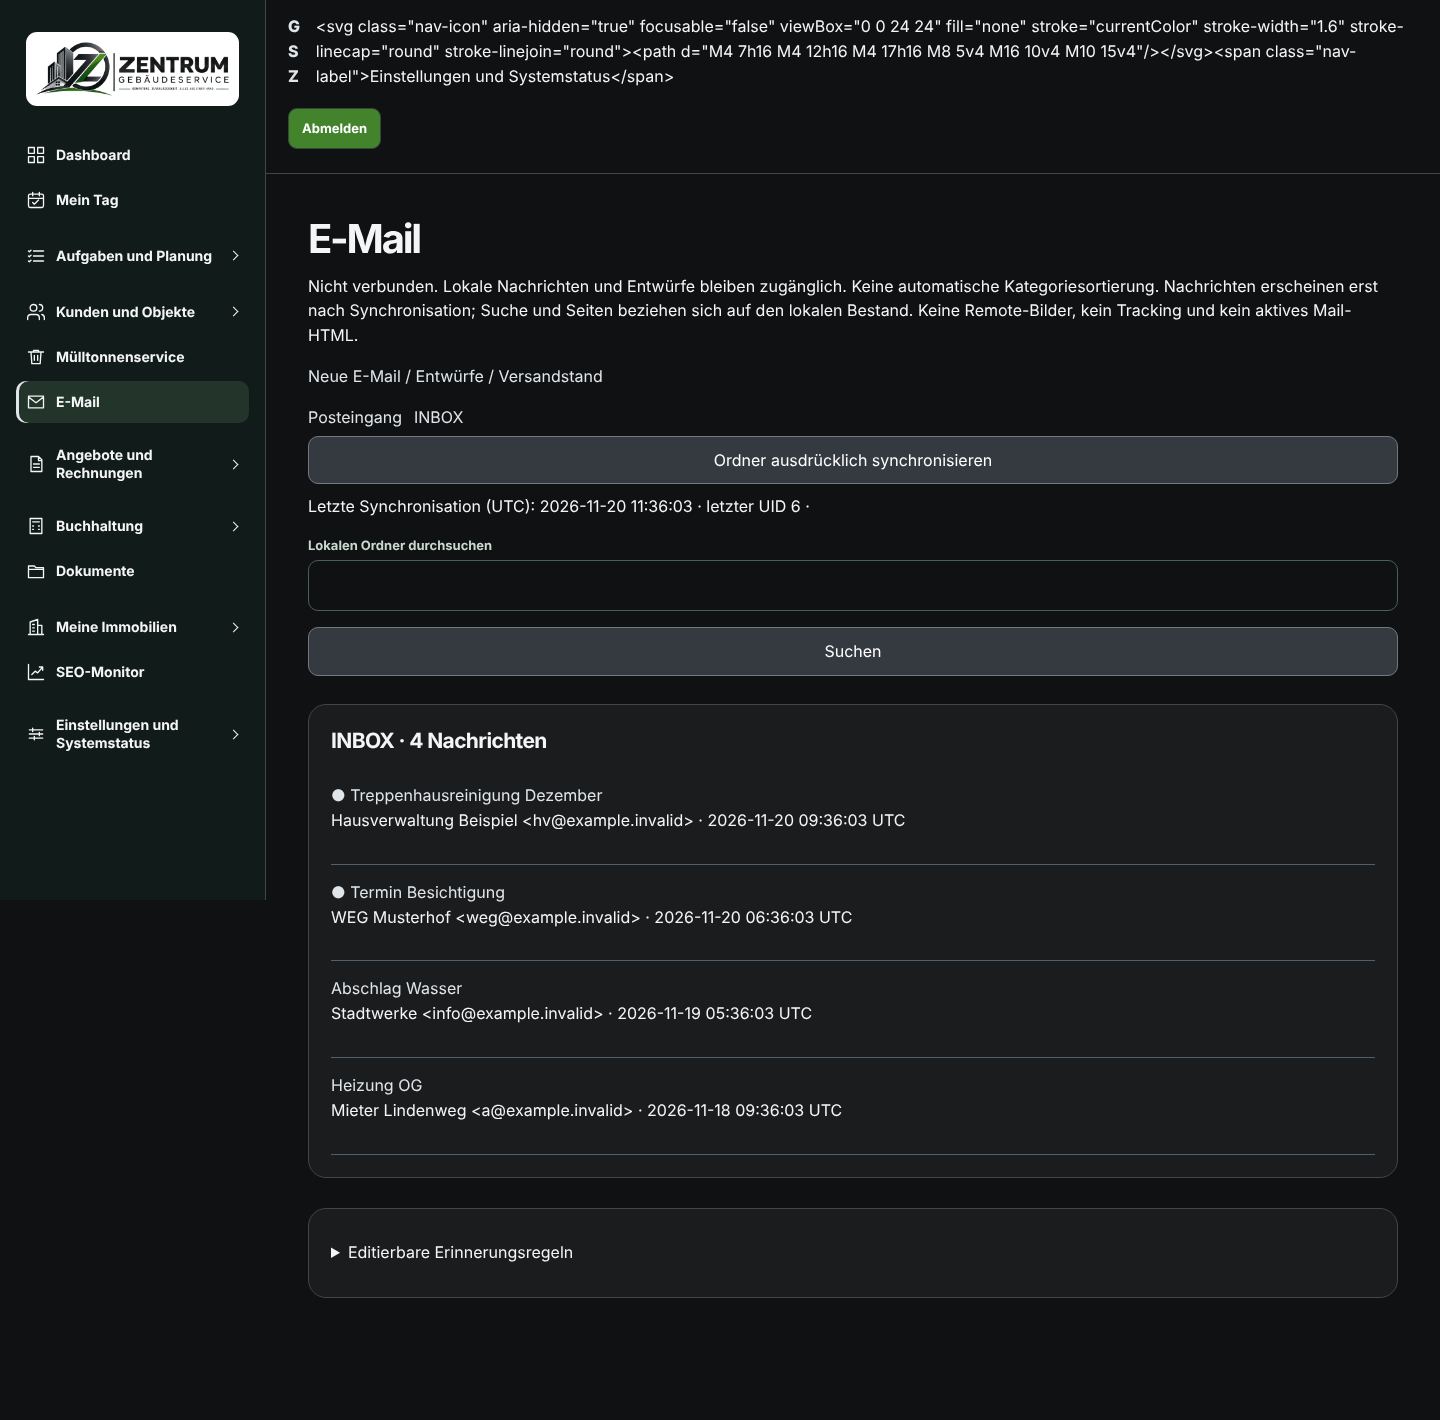 ZENTRUM
GEBÄUDESERVICE
Dashboard
Mein Tag
Aufgaben und Planung
Kunden und Objekte
Mülltonnenservice
E-Mail
Angebote und
Rechnungen
Buchhaltung
Dokumente
Meine Immobilien
SEO-Monitor
Einstellungen und
Systemstatus
G <svg class="nav-icon" aria-hidden="true" focusable="false" viewBox="0 0 24 24" fill="none" stroke="currentColor" stroke-width="1.6" stroke-
S linecap="round" stroke-linejoin="round"><path d="M4 7h16 M4 12h16 M4 17h16 M8 5v4 M16 10v4 M10 15v4"/></svg><span class="nav-
Z label">Einstellungen und Systemstatus</span>
Abmelden
E-Mail
Nicht verbunden. Lokale Nachrichten und Entwürfe bleiben zugänglich. Keine automatische Kategoriesortierung. Nachrichten erscheinen erst
nach Synchronisation; Suche und Seiten beziehen sich auf den lokalen Bestand. Keine Remote-Bilder, kein Tracking und kein aktives Mail-
HTML.
Neue E-Mail / Entwürfe / Versandstand
Posteingang INBOX
Ordner ausdrücklich synchronisieren
Letzte Synchronisation (UTC): 2026-11-20 11:36:03 · letzter UID 6 ·
Lokalen Ordner durchsuchen
Suchen
INBOX · 4 Nachrichten
● Treppenhausreinigung Dezember
Hausverwaltung Beispiel <hv@example.invalid> · 2026-11-20 09:36:03 UTC
● Termin Besichtigung
WEG Musterhof <weg@example.invalid> · 2026-11-20 06:36:03 UTC
Abschlag Wasser
Stadtwerke <info@example.invalid> · 2026-11-19 05:36:03 UTC
Heizung OG
Mieter Lindenweg <a@example.invalid> · 2026-11-18 09:36:03 UTC
▶ Editierbare Erinnerungsregeln